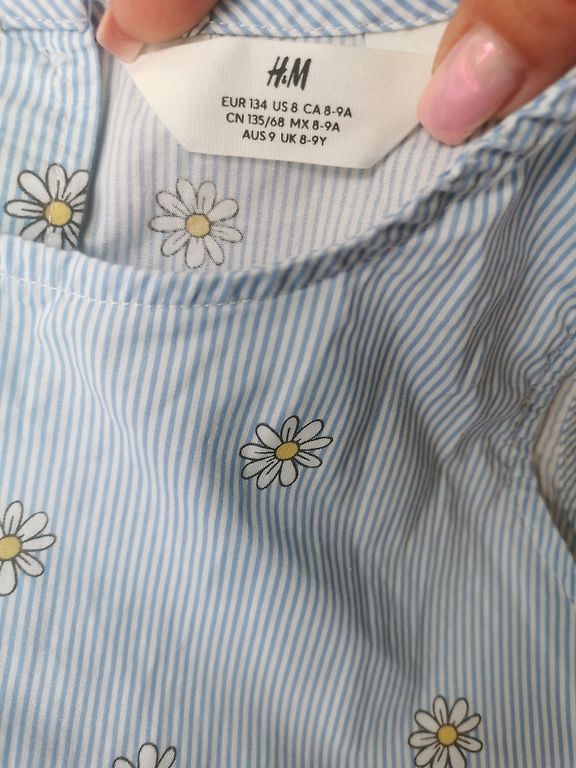 H&M
EUR 134 US 8 CA 8-9A
CN 135/68 MX 8-9A
AUS 9 UK 8-9Y